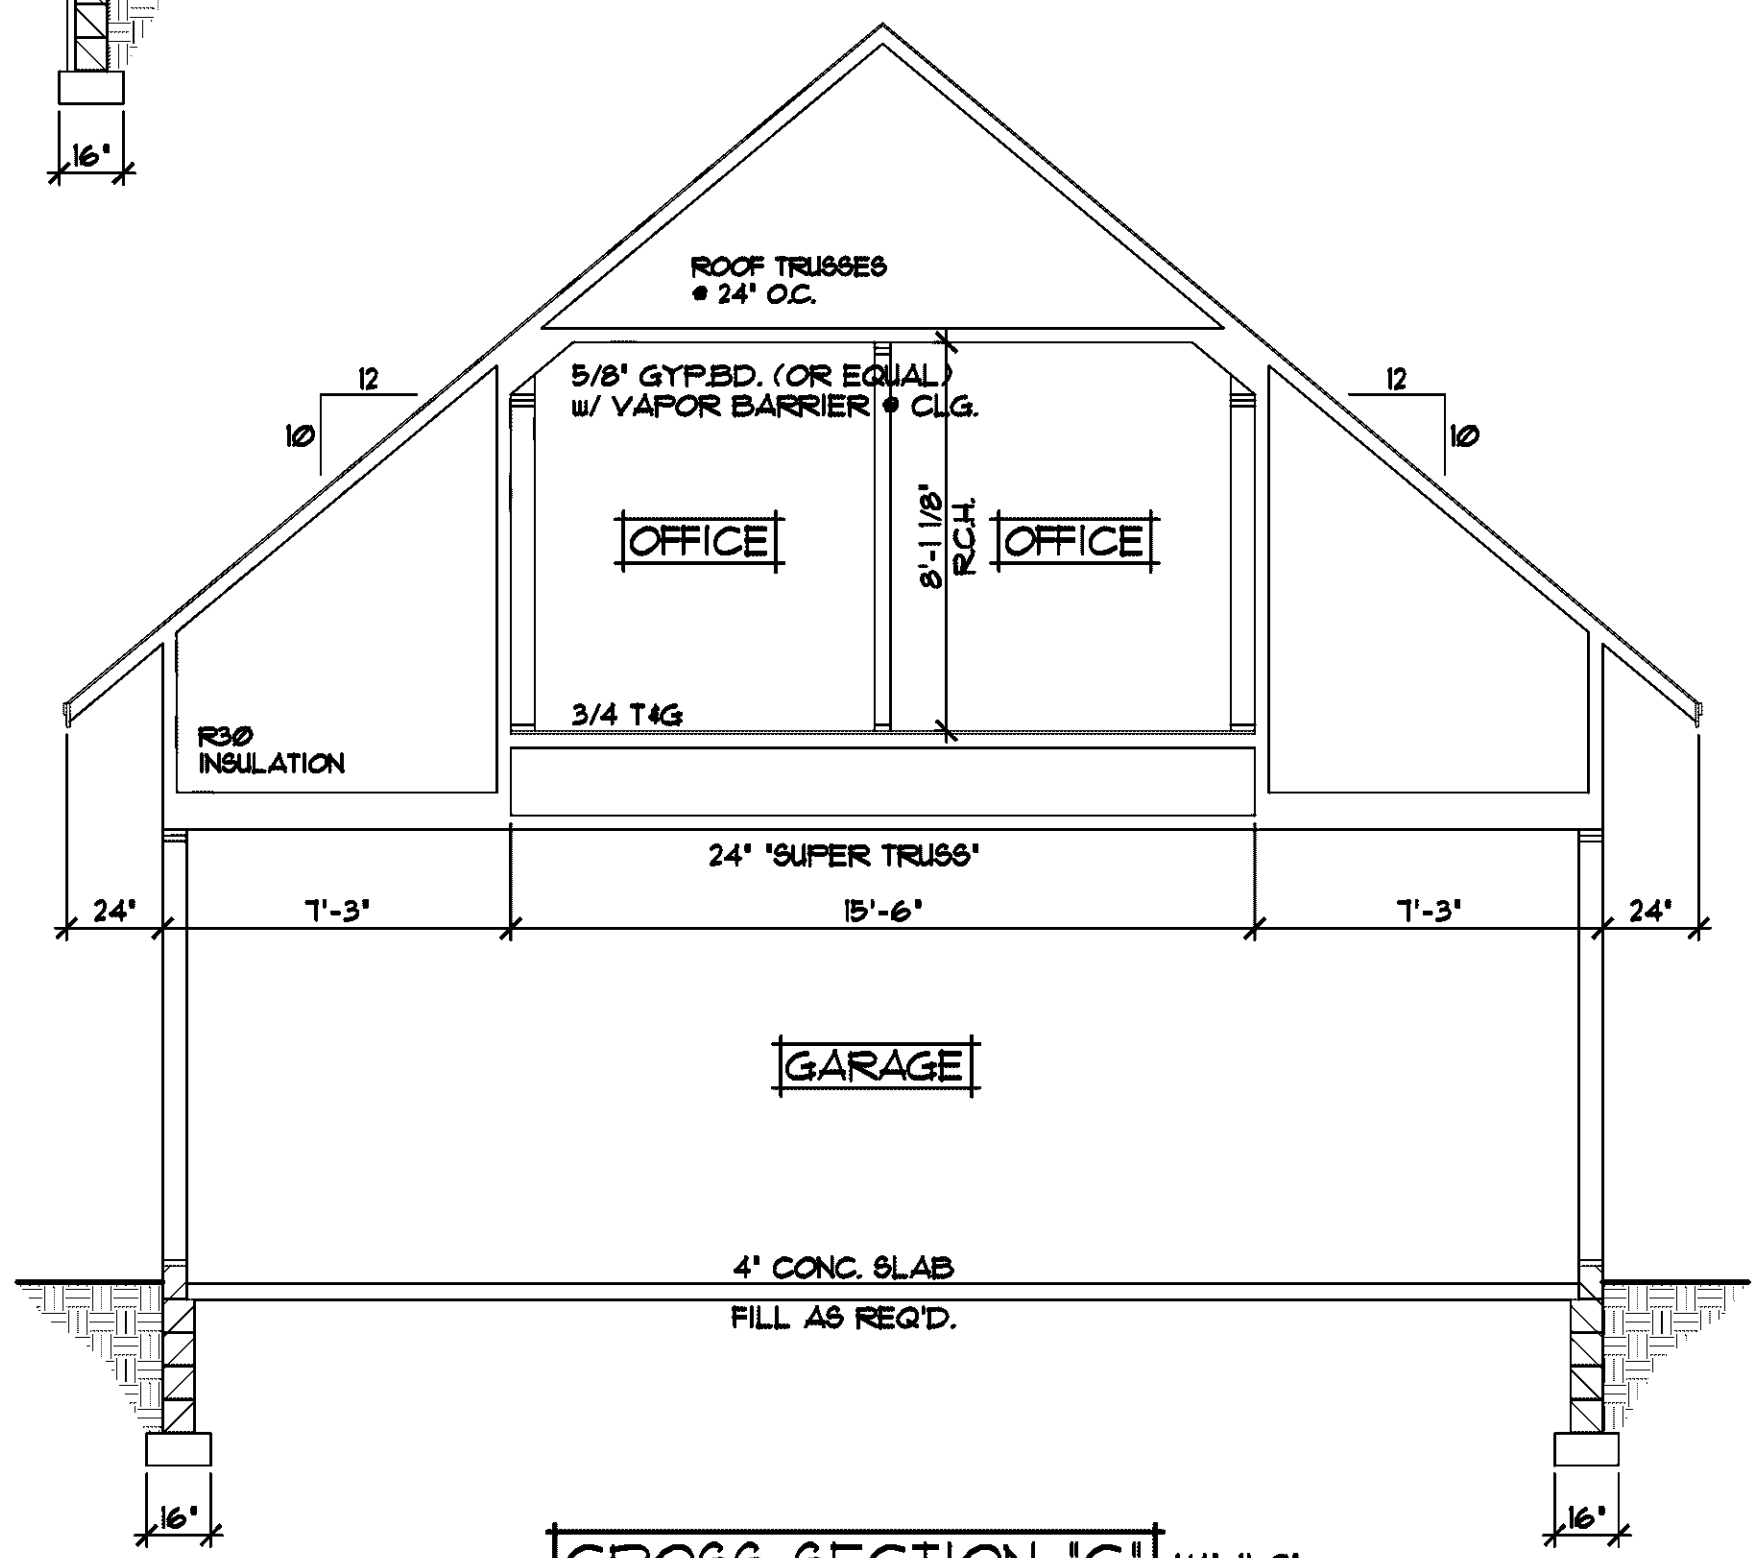 16"
ROOF TRUSSES
@ 24" O.C.
12
10
5/8" GYP.BD. (OR EQUAL)
w/ VAPOR BARRIER @ CLG.
12
10
OFFICE
8'-1 1/8"
R.C.H.
OFFICE
3/4 T&G
R30
INSULATION
24" "SUPER TRUSS"
24"
7'-3"
15'-6"
7'-3"
24"
GARAGE
4" CONC. SLAB
FILL AS REQ'D.
16"
16"
CROSS SECTION "C"